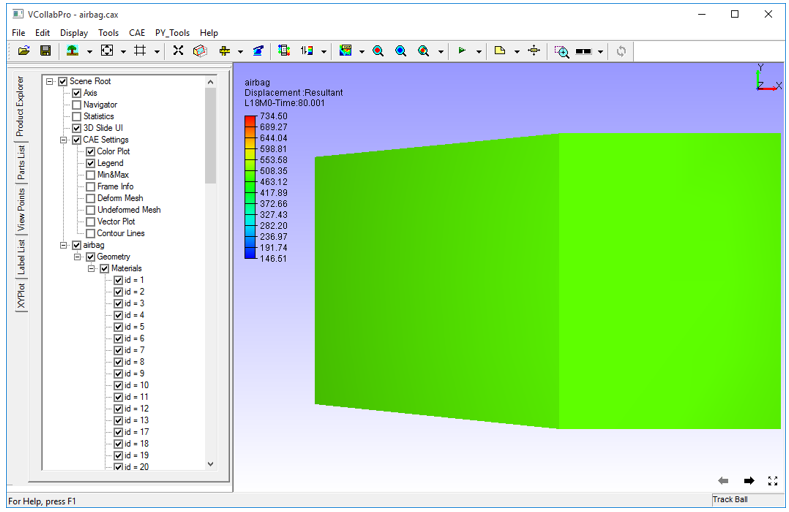 VCollabPro - airbag.cax
File Edit Display Tools CAE PY_Tools Help
Product Explorer
Parts List
View Points
Label List
XYPlot
Scene Root
Axis
Navigator
Statistics
3D Slide UI
CAE Settings
Color Plot
Legend
Min&Max
Frame Info
Deform Mesh
Undeformed Mesh
Vector Plot
Contour Lines
airbag
Geometry
Materials
id = 1
id = 2
id = 3
id = 4
id = 5
id = 6
id = 7
id = 8
id = 9
id = 10
id = 11
id = 12
id = 13
id = 17
id = 18
id = 19
id = 20
airbag
Displacement :Resultant
L18M0-Time:80.001
734.50
689.27
644.04
598.81
553.58
508.35
463.12
417.89
372.66
327.43
282.20
236.97
191.74
146.51
Y
Z X
For Help, press F1
Track Ball